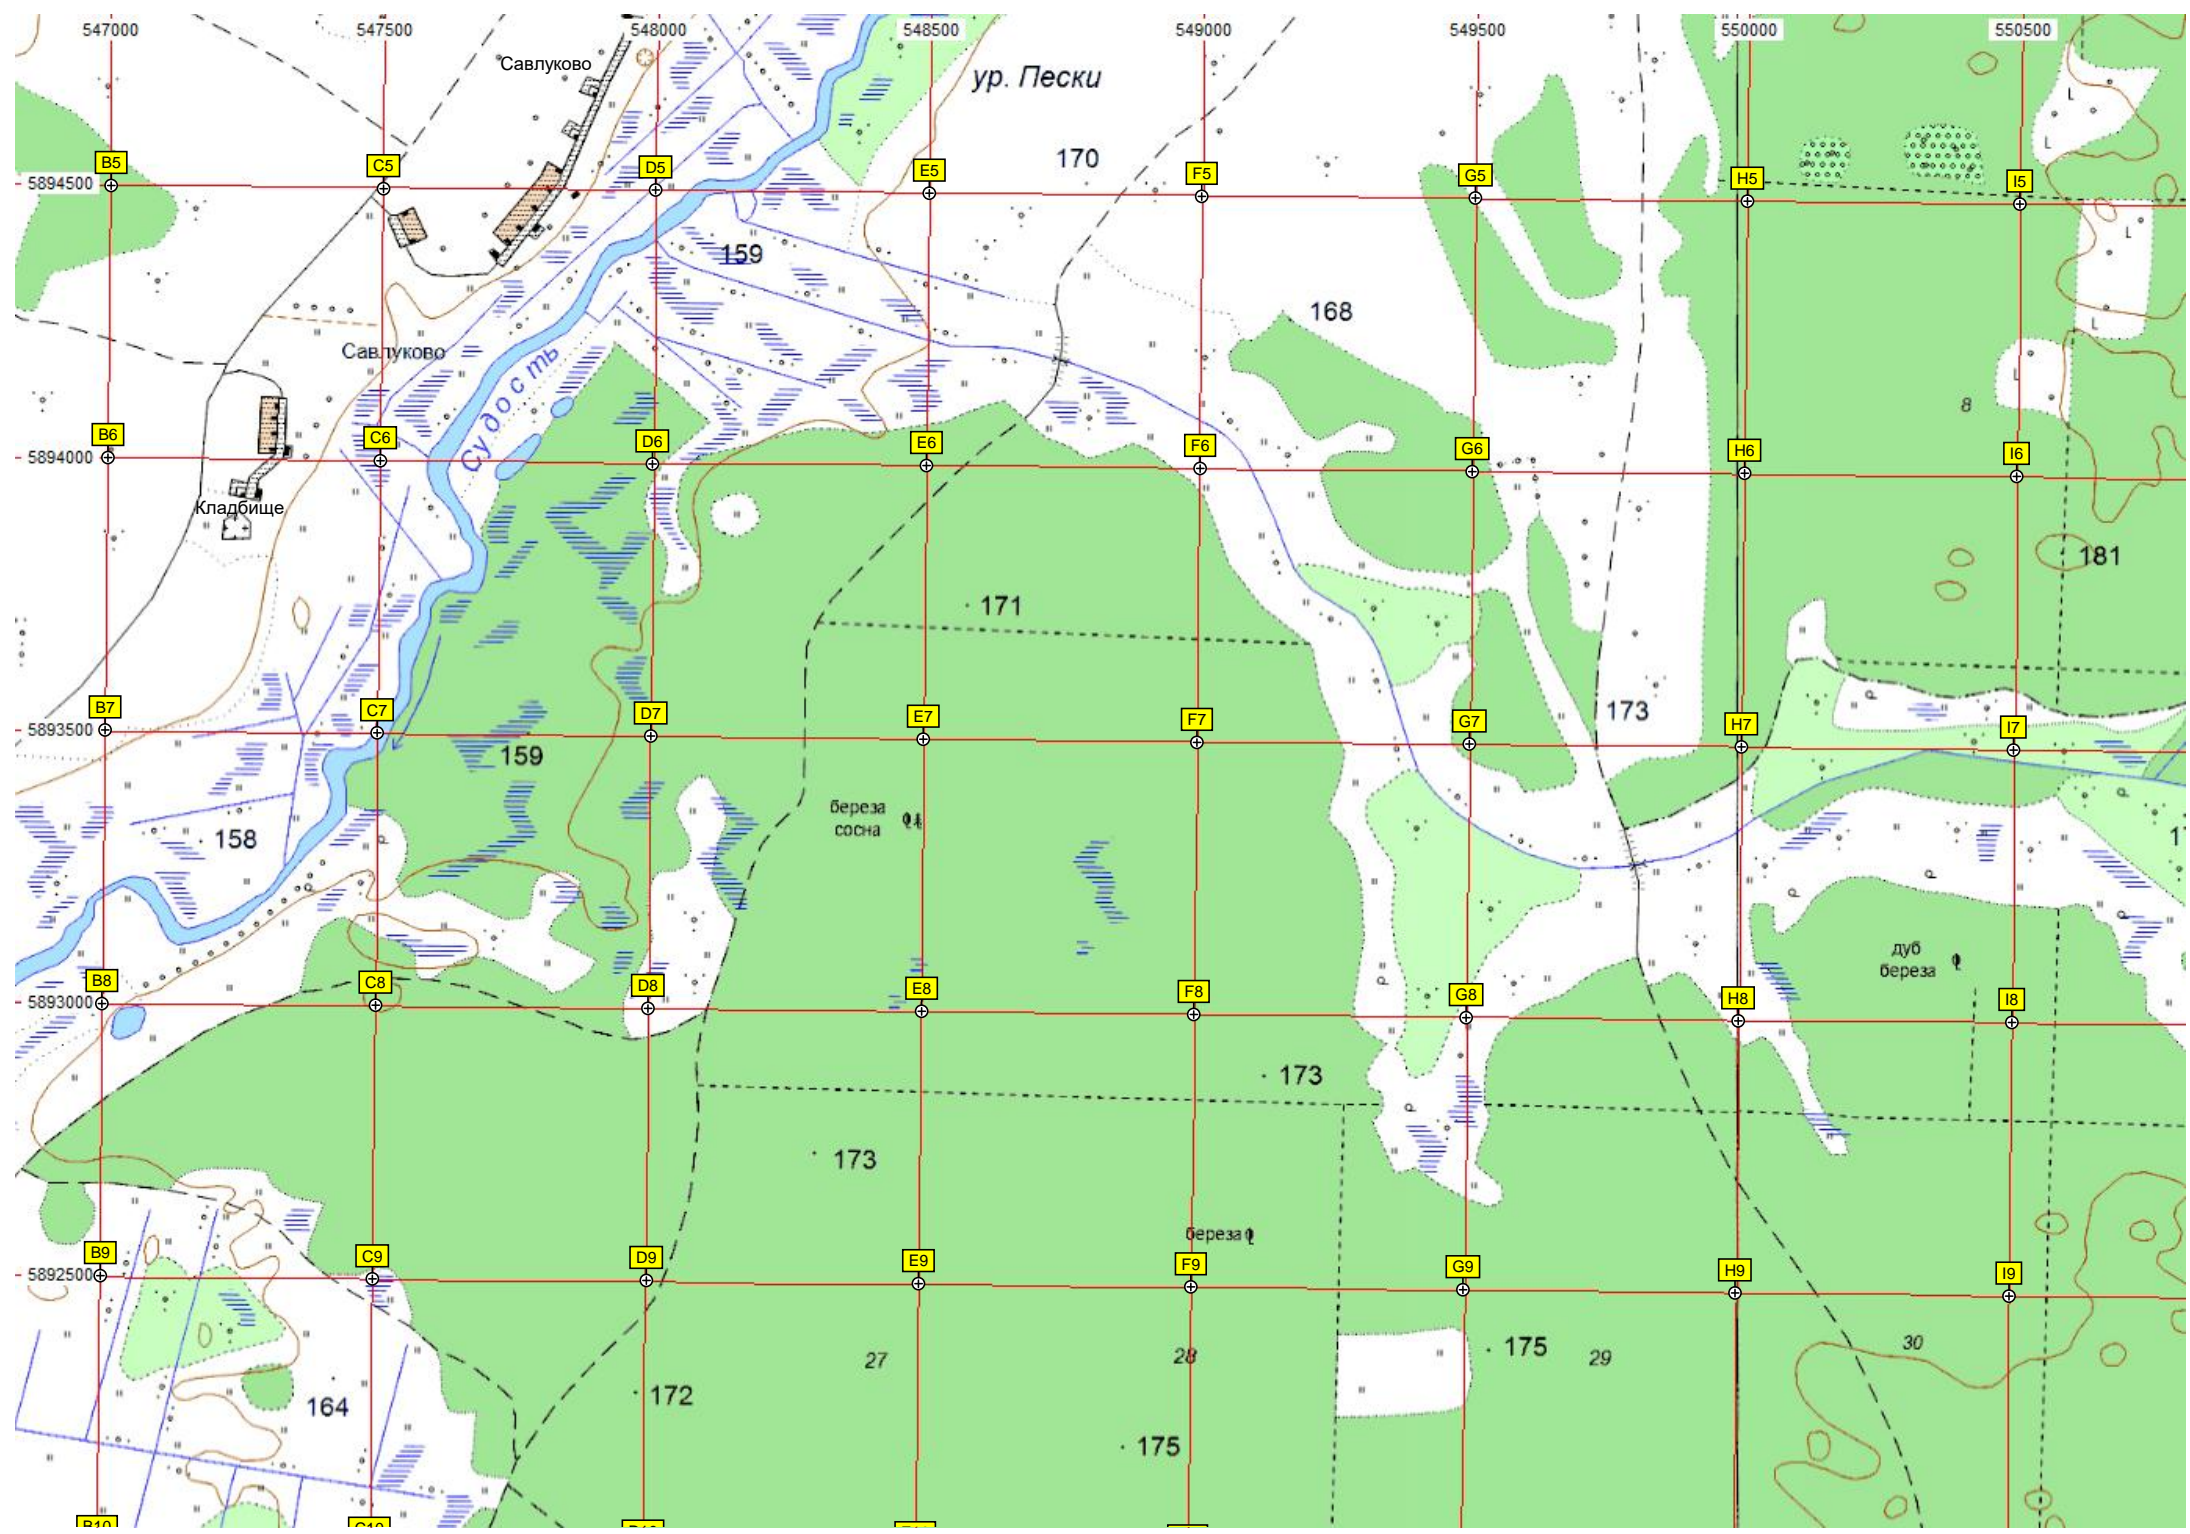 547000 547500 548000 548500 549000 549500 550000 550500
Савлуково
ур. Пески
170
B5 C5 D5 E5 F5 G5 H5 I5
5894500
159
168
Савлуково
Судость
8
B6 C6 D6 E6 F6 G6 H6 I6
5894000
Кладбище
181
171
B7 C7 D7 E7 F7 G7 H7 I7
173
5893500
159
береза
сосна
158
дуб
береза
B8 C8 D8 E8 F8 G8 H8 I8
5893000
173
173
береза
B9 C9 D9 E9 F9 G9 H9 I9
5892500
27 28 175 29 30
172
164
175
B10 C10